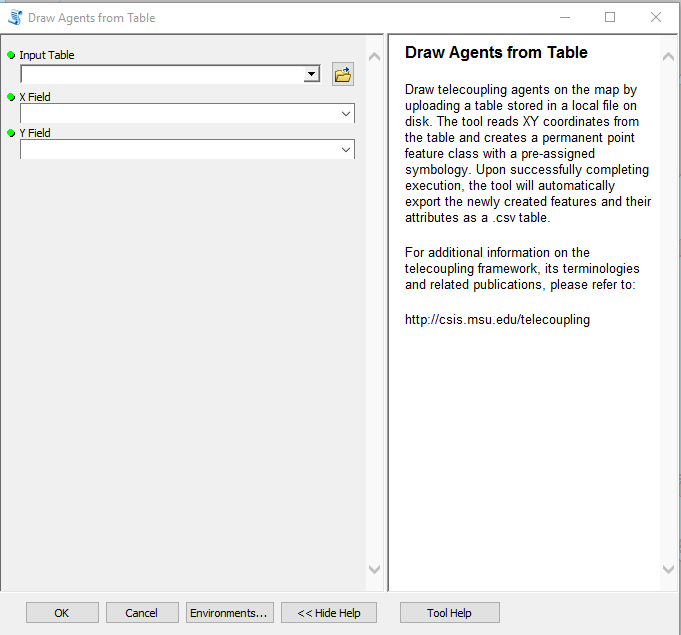 Draw Agents from Table
Input Table
X Field
Y Field
Draw Agents from Table
Draw telecoupling agents on the map by
uploading a table stored in a local file on
disk. The tool reads XY coordinates from
the table and creates a permanent point
feature class with a pre-assigned
symbology. Upon successfully completing
execution, the tool will automatically
export the newly created features and their
attributes as a .csv table.
For additional information on the
telecoupling framework, its terminologies
and related publications, please refer to:
http://csis.msu.edu/telecoupling
OK
Cancel
Environments...
<< Hide Help
Tool Help